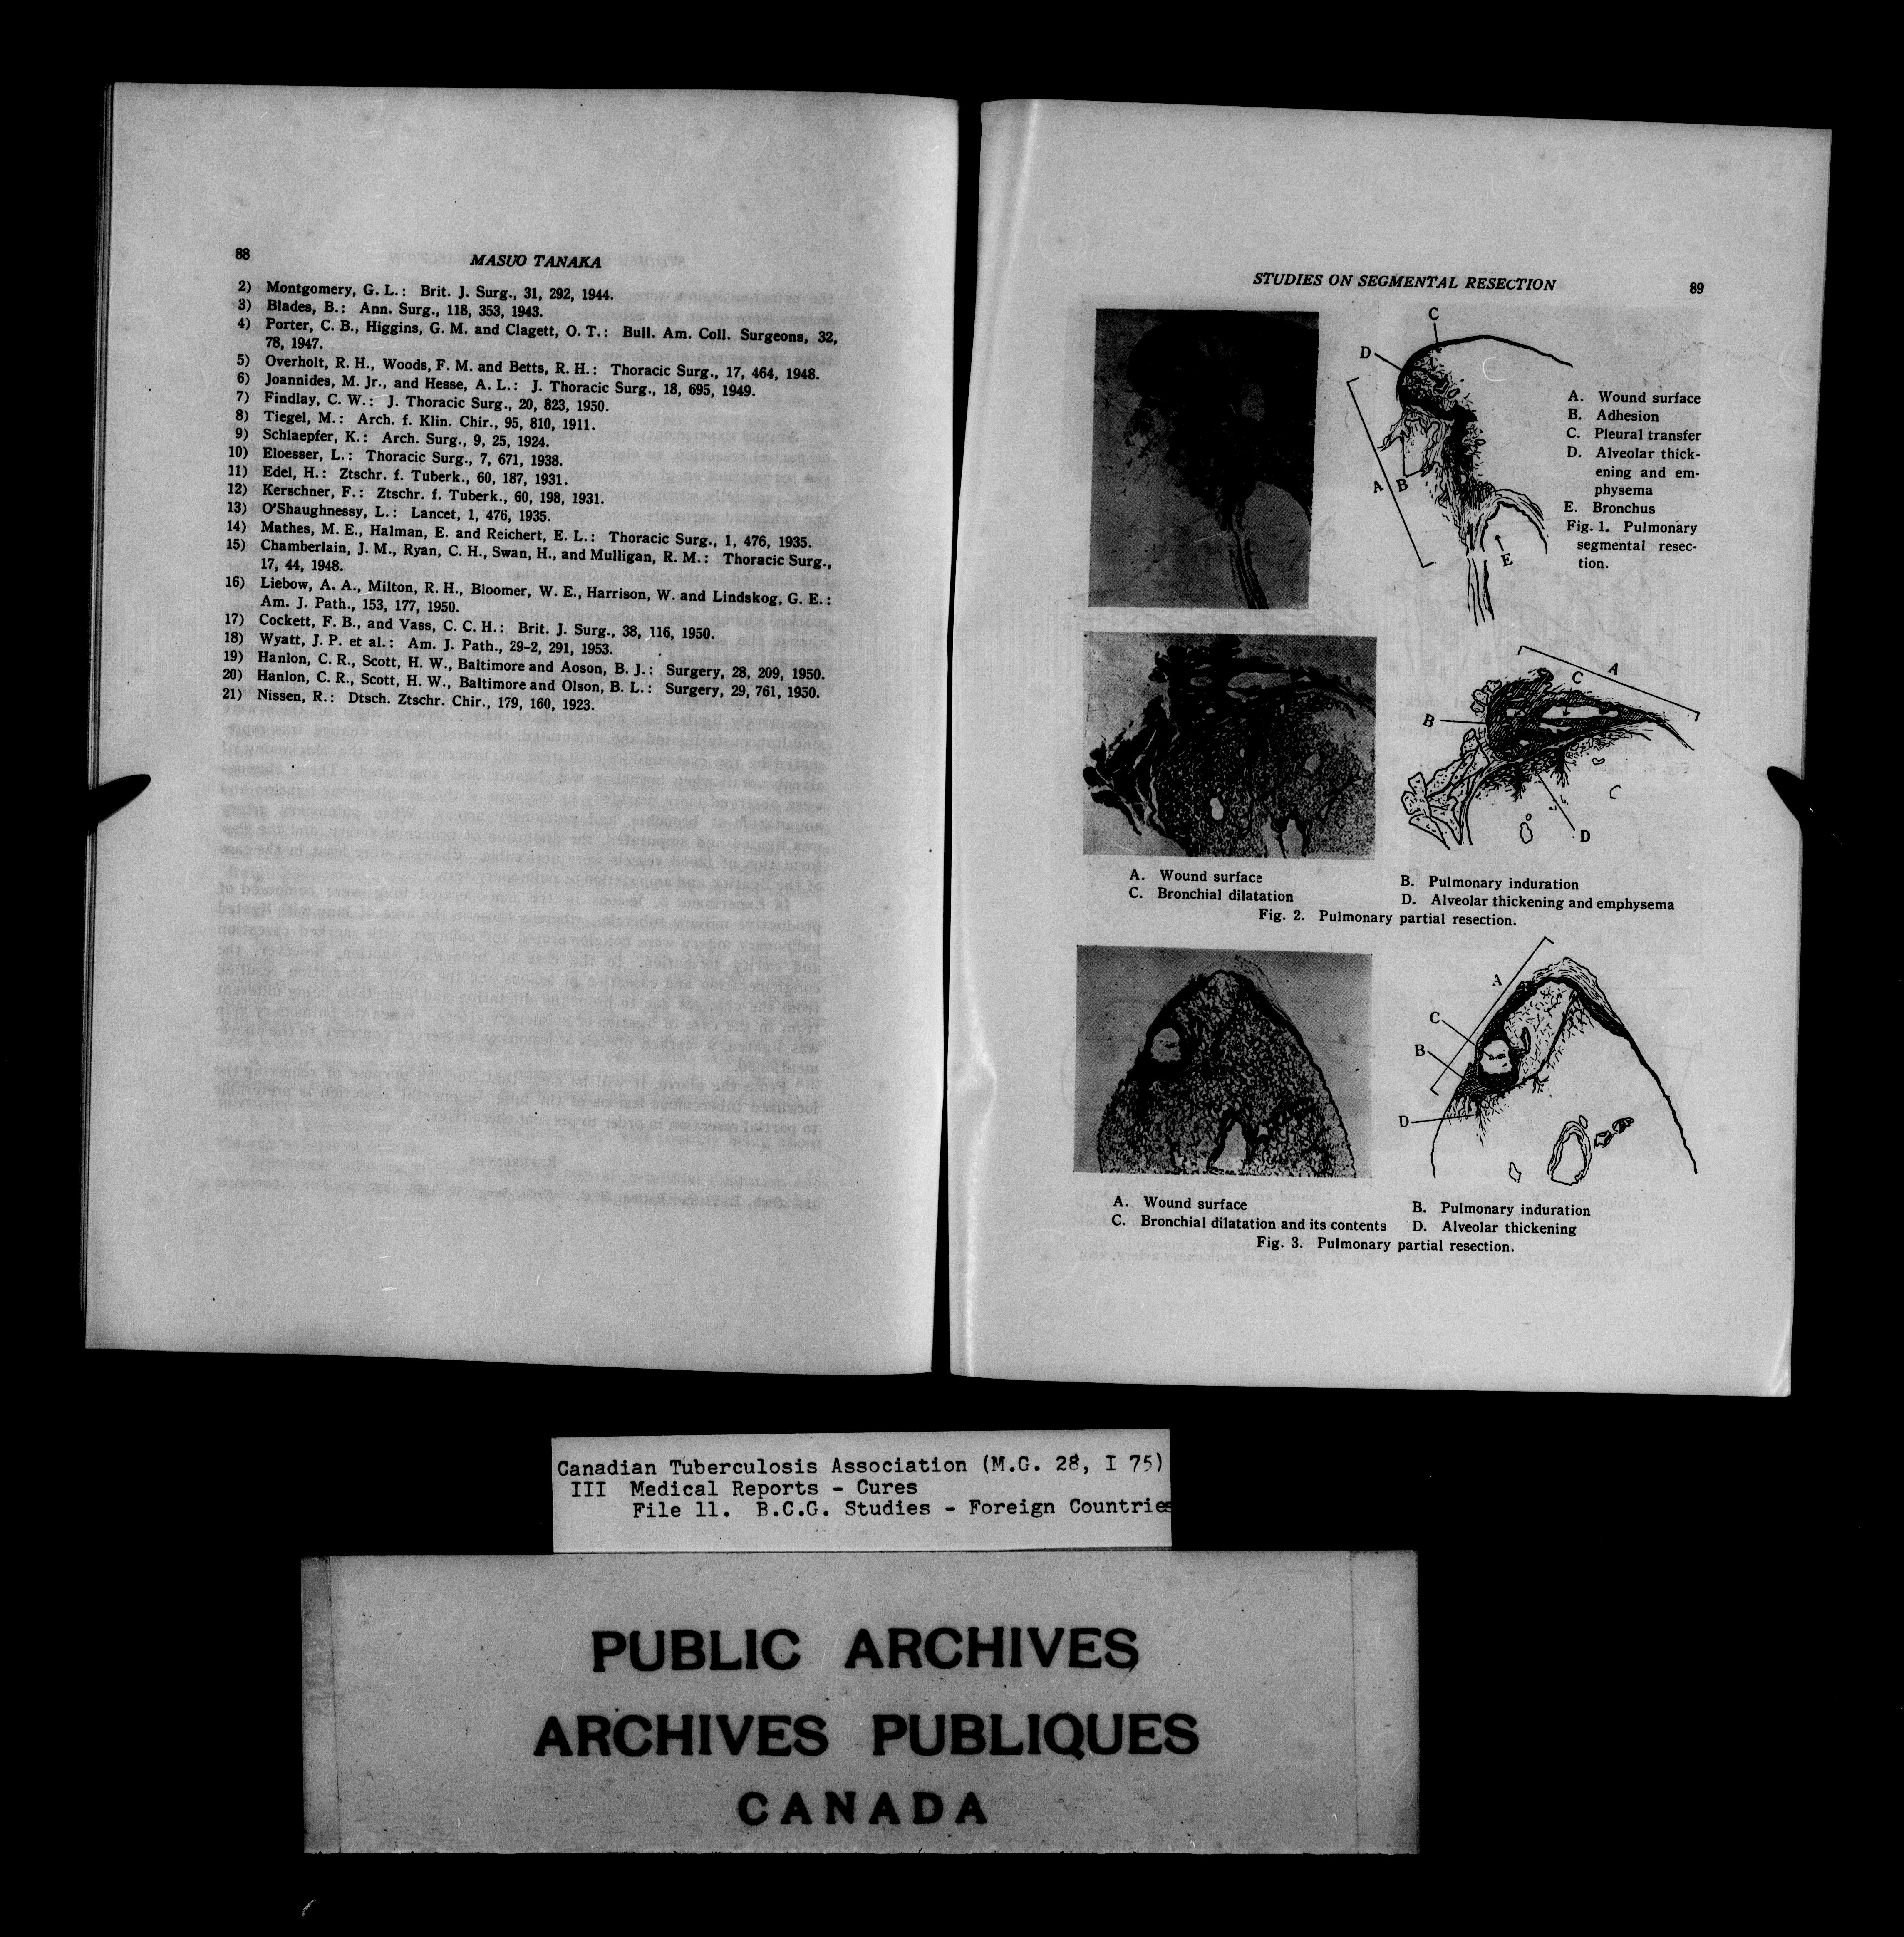 88
MASUO TANAKA
2) Montgomery, G. L.: Brit. J. Surg., 31, 292, 1944.
3) Blades, B.: Ann. Surg., 118, 353, 1943.
4) Porter, C. B., Higgins, G. M. and Clagett, O. T.: Bull. Am. Coll. Surgeons, 32,
78, 1947.
5) Overholt, R. H., Woods, F. M. and Betts, R. H.: Thoracic Surg., 17, 464, 1948.
6) Joannides, M. Jr., and Hesse, A. L.: J. Thoracic Surg., 18, 695, 1949.
7) Findlay, C. W.: J. Thoracic Surg., 20, 823, 1950.
8) Tiegel, M.: Arch. f. Klin. Chir., 95, 810, 1911.
9) Schlaepfer, K.: Arch. Surg., 9, 25, 1924.
10) Eloesser, L.: Thoracic Surg., 7, 671, 1938.
11) Edel, H.: Ztschr. f. Tuberk., 60, 187, 1931.
12) Kerschner, F.: Ztschr. f. Tuberk., 60, 198, 1931.
13) O'Shaughnessy, L.: Lancet, 1, 476, 1935.
14) Mathes, M. E., Halman, E. and Reichert, E. L.: Thoracic Surg., 1, 476, 1935.
15) Chamberlain, J. M., Ryan, C. H., Swan, H., and Mulligan, R. M.: Thoracic Surg.,
17, 44, 1948.
16) Liebow, A. A., Milton, R. H., Bloomer, W. E., Harrison, W. and Lindskog, G. E.:
Am. J. Path., 153, 177, 1950.
17) Cockett, F. B., and Vass, C. C. H.: Brit. J. Surg., 38, 116, 1950.
18) Wyatt, J. P. et al.: Am. J. Path., 29-2, 291, 1953.
19) Hanlon, C. R., Scott, H. W., Baltimore and Aoson, B. J.: Surgery, 28, 209, 1950.
20) Hanlon, C. R., Scott, H. W., Baltimore and Olson, B. L.: Surgery, 29, 761, 1950.
21) Nissen, R.: Dtsch. Ztschr. Chir., 179, 160, 1923.
STUDIES ON SEGMENTAL RESECTION
89
C
D
A
B
E
A. Wound surface
B. Adhesion
C. Pleural transfer
D. Alveolar thick-
ening and em-
physema
E. Bronchus
Fig. 1. Pulmonary
segmental resec-
tion.
A
C
B
D
A. Wound surface
B. Pulmonary induration
C. Bronchial dilatation
D. Alveolar thickening and emphysema
Fig. 2. Pulmonary partial resection.
A
C
B
D
A. Wound surface
B. Pulmonary induration
C. Bronchial dilatation and its contents
D. Alveolar thickening
Fig. 3. Pulmonary partial resection.
Canadian Tuberculosis Association (M.G. 28, I 75)
III Medical Reports - Cures
File 11. B.C.G. Studies - Foreign Countries
PUBLIC ARCHIVES
ARCHIVES PUBLIQUES
CANADA